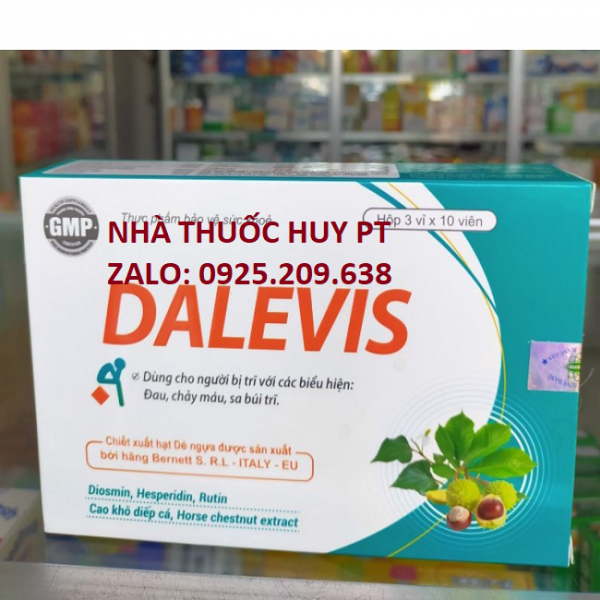 GMP
Thực phẩm bảo vệ sức khoẻ
Hộp 3 vỉ x 10 viên
NHÀ THUỐC HUY PT
ZALO: 0925.209.638
DALEVIS
Dùng cho người bị trĩ với các biểu hiện:
Đau, chảy máu, sa búi trĩ.
Chiết xuất hạt Dẻ ngựa được sản xuất
bởi hãng Bernett S. R.L - ITALY - EU
Diosmin, Hesperidin, Rutin
Cao khô diếp cá, Horse chestnut extract